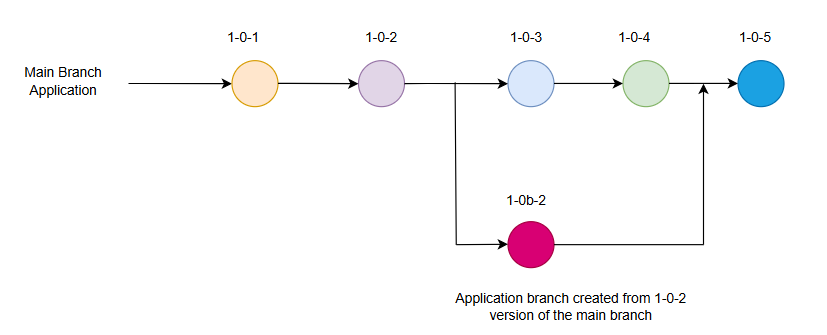 1-0-1
1-0-2
1-0-3
1-0-4
1-0-5
Main Branch
Application
1-0b-2
Application branch created from 1-0-2
version of the main branch